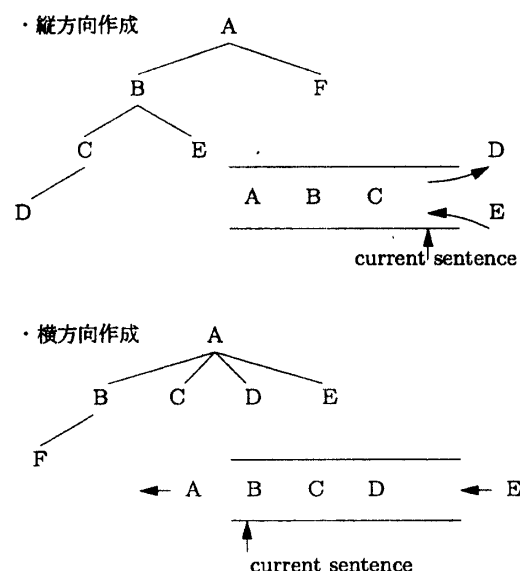 ・縦方向作成
A
B F
C E
D
A B C
D
E
current sentence
・横方向作成
A
B C D E
F
A B C D E
current sentence